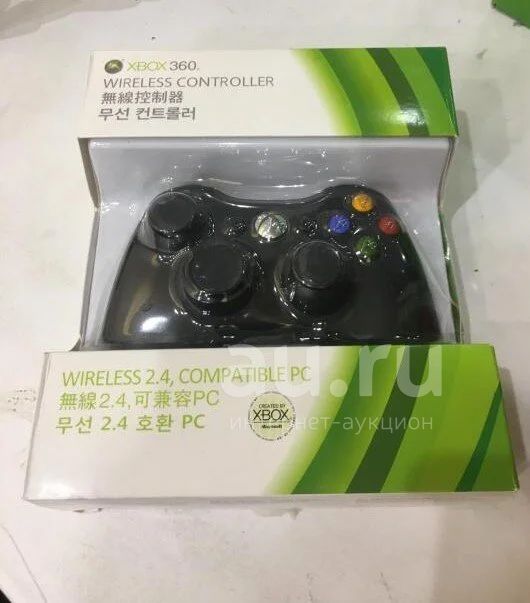 XBOX 360.
WIRELESS CONTROLLER
無線控制器
무선 컨트롤러
WIRELESS 2.4, COMPATIBLE PC
無線2.4,可兼容PC
무선 2.4 호환 PC
CREATED BY
XBOX
Microsoft
au.ru
интернет-аукцион